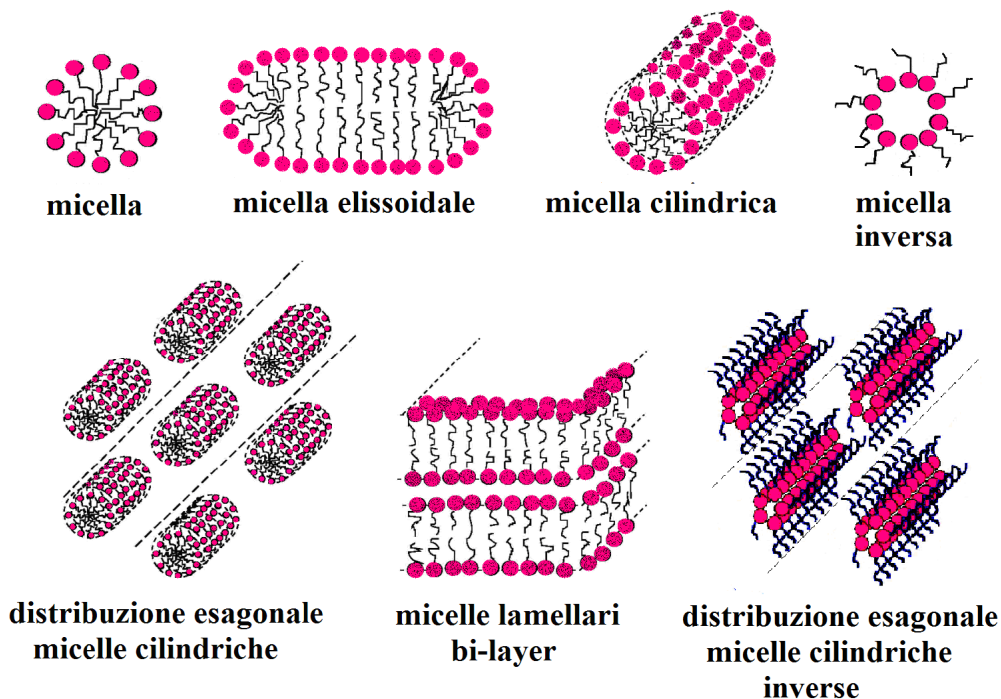 micella
micella elissoidale
micella cilindrica
micella
inversa
distribuzione esagonale
micelle cilindriche
micelle lamellari
bi-layer
distribuzione esagonale
micelle cilindriche
inverse